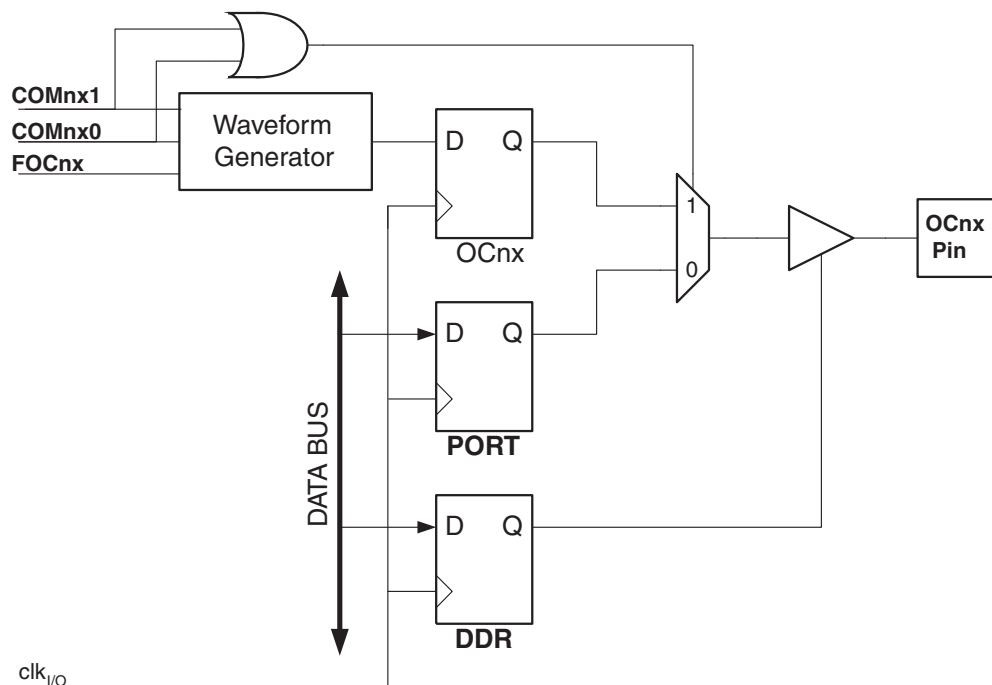 COMnx1
COMnx0
FOCnx
Waveform
Generator
D Q
OCnx
1
0
OCnx
Pin
D Q
PORT
D Q
DDR
DATA BUS
clkI/O